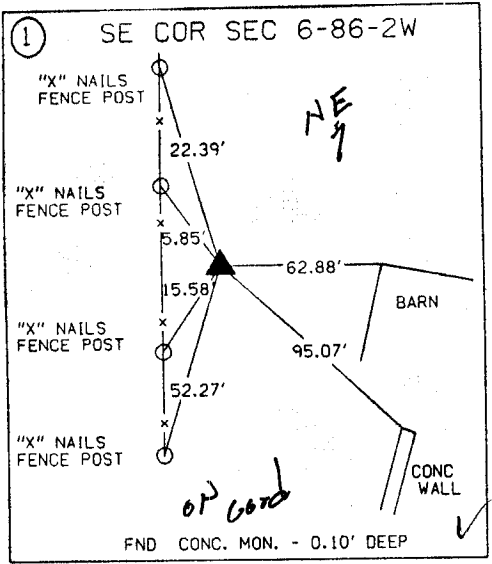 1
SE COR SEC 6-86-2W
"X" NAILS
FENCE POST
NE
22.39'
"X" NAILS
FENCE POST
5.85'
62.88'
15.58'
BARN
"X" NAILS
FENCE POST
95.07'
52.27'
"X" NAILS
FENCE POST
CONC
WALL
FND CONC. MON. - 0.10' DEEP